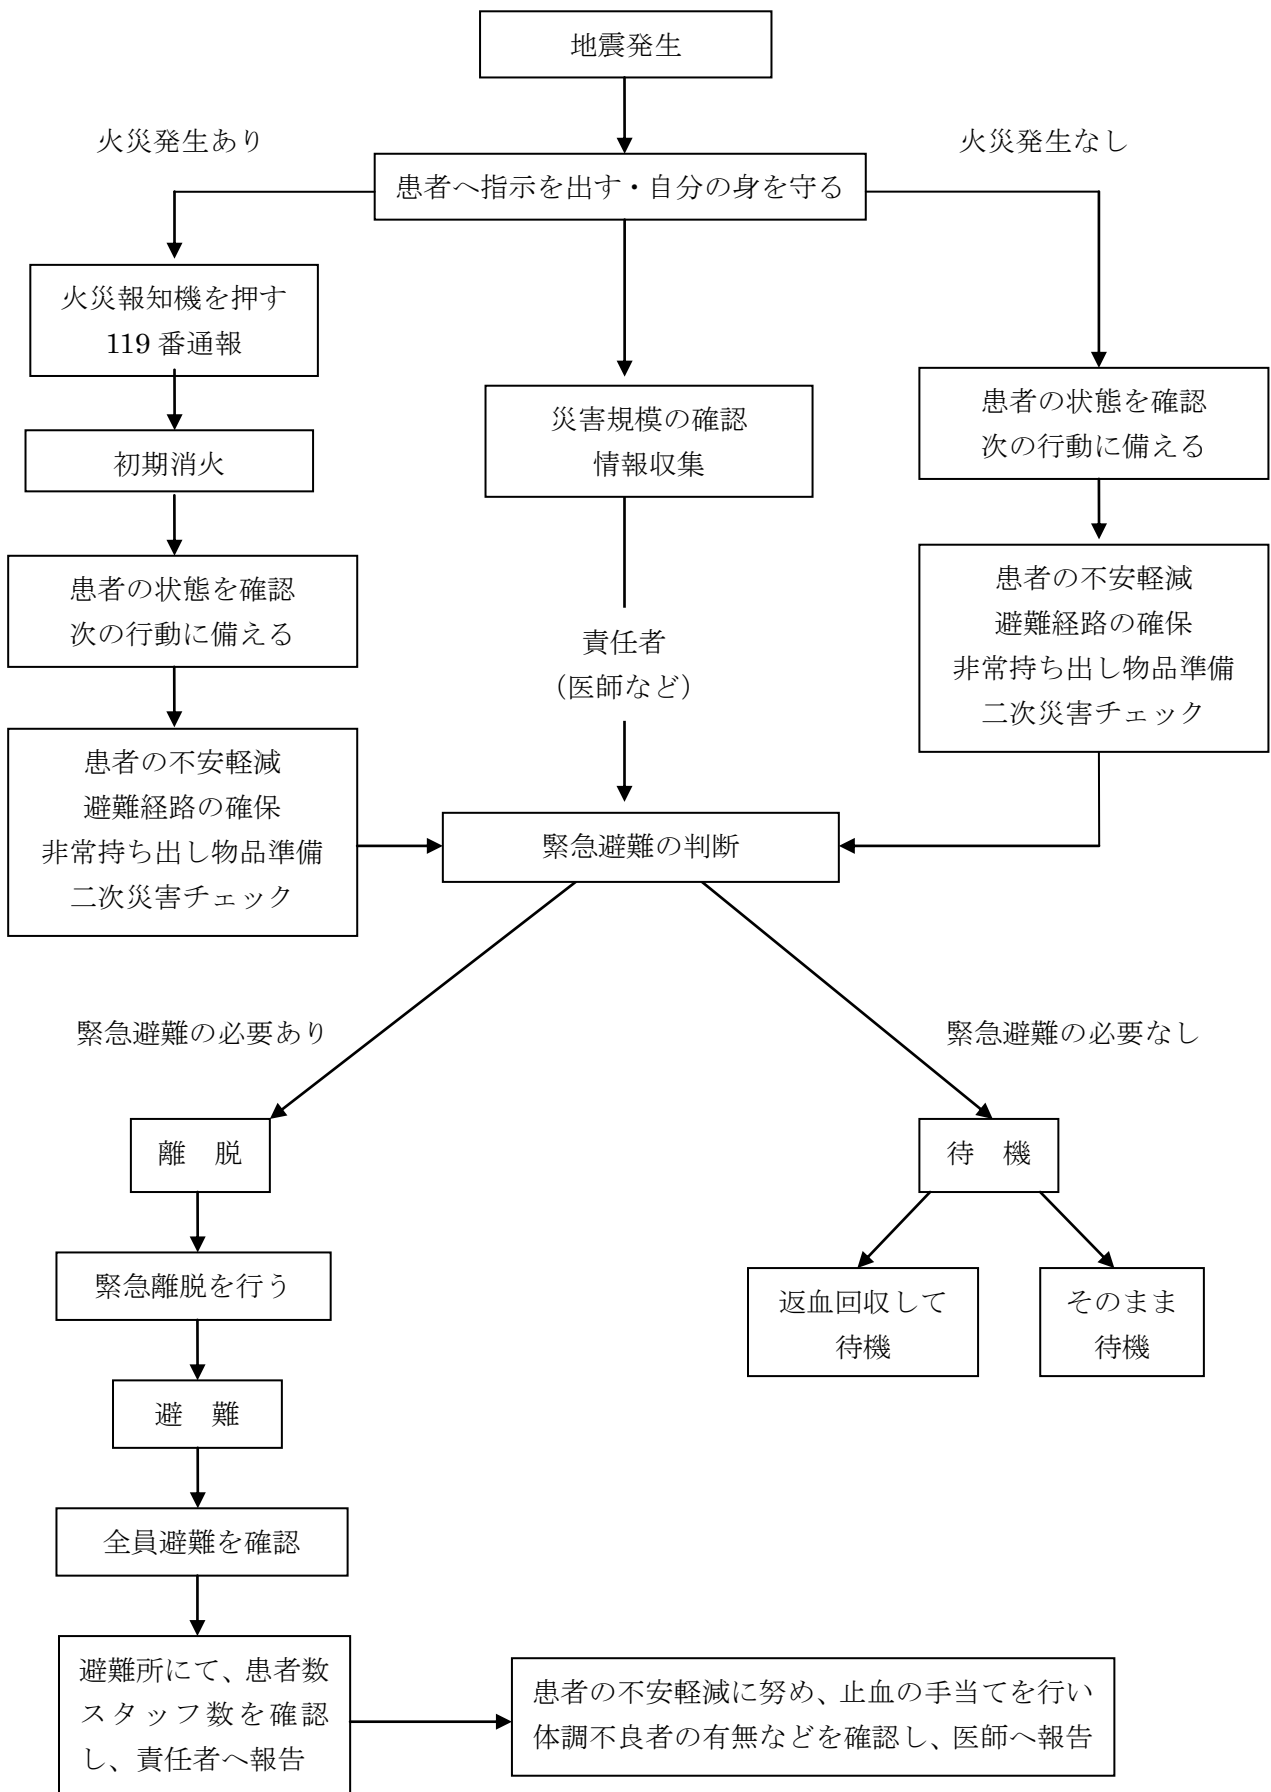 地震発生
火災発生あり
火災発生なし
患者へ指示を出す・自分の身を守る
火災報知機を押す
119 番通報
初期消火
患者の状態を確認
次の行動に備える
患者の不安軽減
避難経路の確保
非常持ち出し物品準備
二次災害チェック
災害規模の確認
情報収集
責任者
（医師など）
患者の状態を確認
次の行動に備える
患者の不安軽減
避難経路の確保
非常持ち出し物品準備
二次災害チェック
緊急避難の判断
緊急避難の必要あり
緊急避難の必要なし
離　脱
緊急離脱を行う
避　難
全員避難を確認
避難所にて、患者数
スタッフ数を確認
し、責任者へ報告
患者の不安軽減に努め、止血の手当てを行い
体調不良者の有無などを確認し、医師へ報告
待　機
返血回収して
待機
そのまま
待機